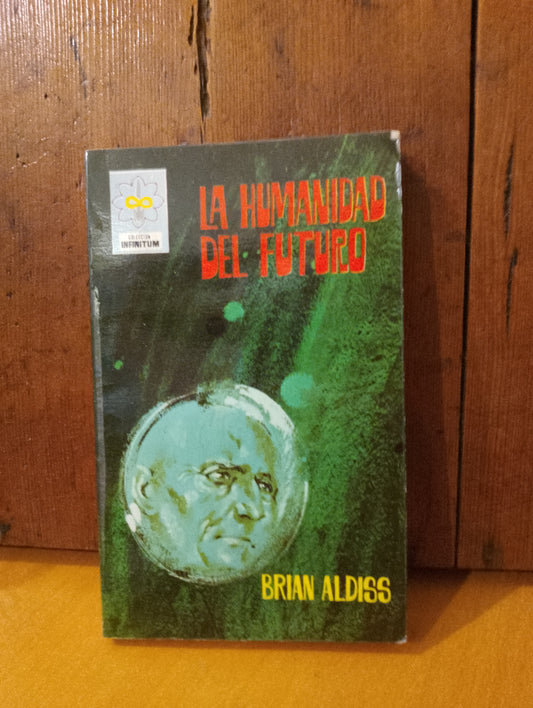 COLECCION
INFINITUM
LA HUMANIDAD
DEL FUTURO
BRIAN ALDISS